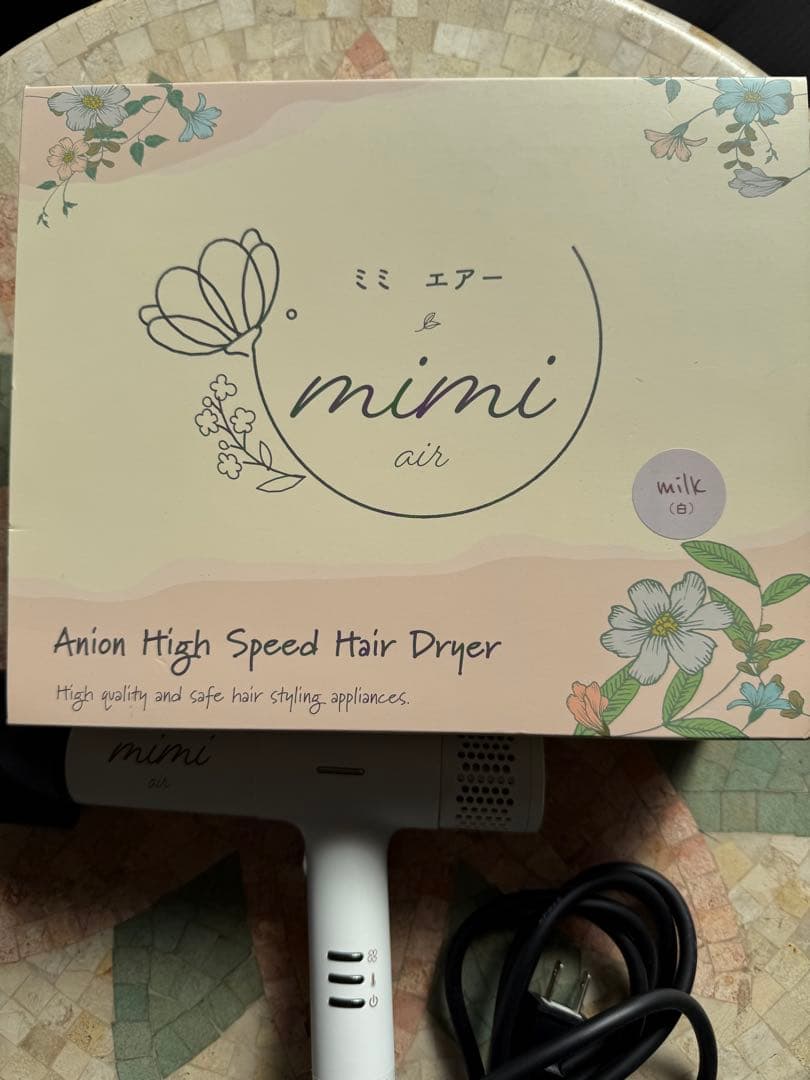 ミミ エアー
mimi
air
milk
(白)
Anion High Speed Hair Dryer
High quality and safe hair styling appliances.
mimi
air